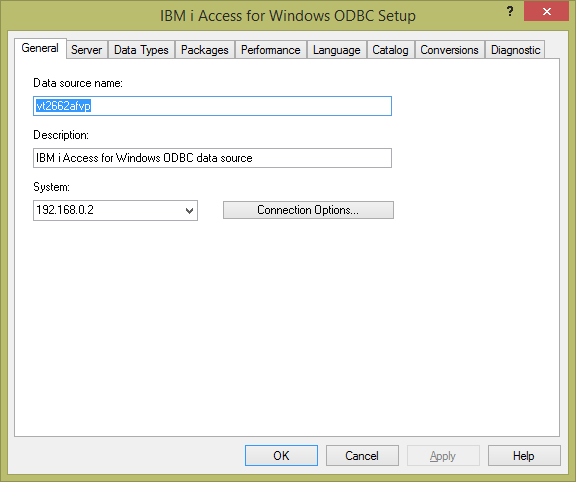 IBM i Access for Windows ODBC Setup
?
General Server Data Types Packages Performance Language Catalog Conversions Diagnostic
Data source name:
vt2662afvp
Description:
IBM i Access for Windows ODBC data source
System:
192.168.0.2 Connection Options...
OK Cancel Apply Help